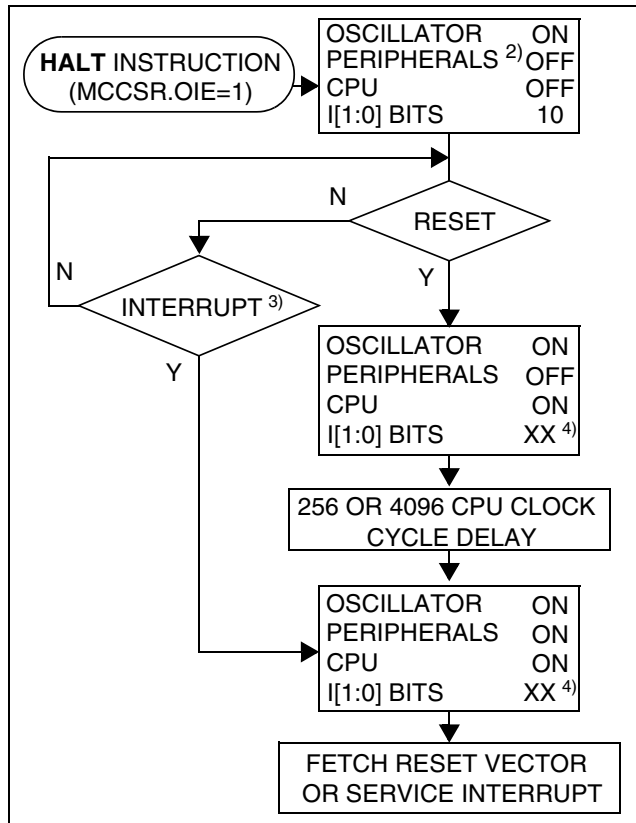 HALT INSTRUCTION
(MCCSR.OIE=1)
OSCILLATOR ON
PERIPHERALS 2) OFF
CPU OFF
I[1:0] BITS 10
N
RESET
N
Y
INTERRUPT 3)
Y
OSCILLATOR ON
PERIPHERALS OFF
CPU ON
I[1:0] BITS XX 4)
256 OR 4096 CPU CLOCK
CYCLE DELAY
OSCILLATOR ON
PERIPHERALS ON
CPU ON
I[1:0] BITS XX 4)
FETCH RESET VECTOR
OR SERVICE INTERRUPT